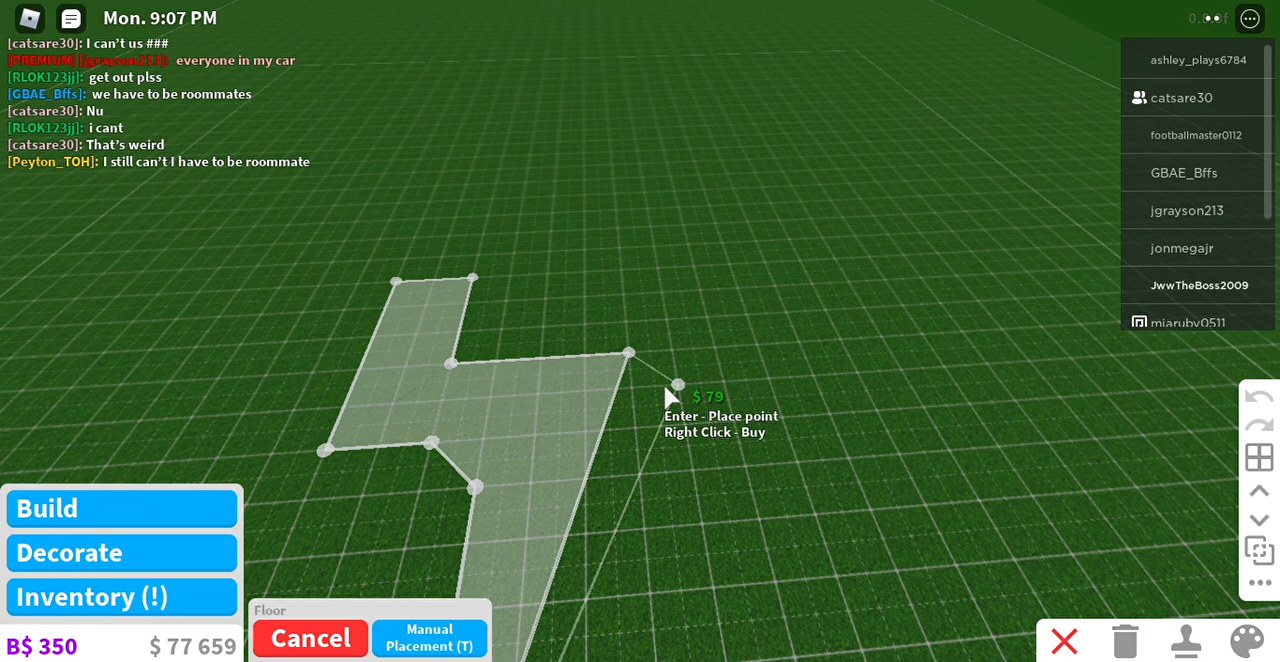 Mon. 9:07 PM
[catsare30]: I can't us ###
everyone in my car
[RLOK123jj]: get out plss
[GBAE_Bffs]: we have to be roommates
[catsare30]: Nu
[RLOK123jj]: i cant
[catsare30]: That's weird
[Peyton_TOH]: I still can't I have to be roommate
ashley_plays6784
catsare30
footballmaster0112
GBAE_Bffs
jgrayson213
jonmegajr
JwwTheBoss2009
miaruby0511
$ 79
Enter - Place point
Right Click - Buy
Build
Decorate
Inventory (!)
B$ 350
$ 77 659
Floor
Cancel
Manual
Placement (T)